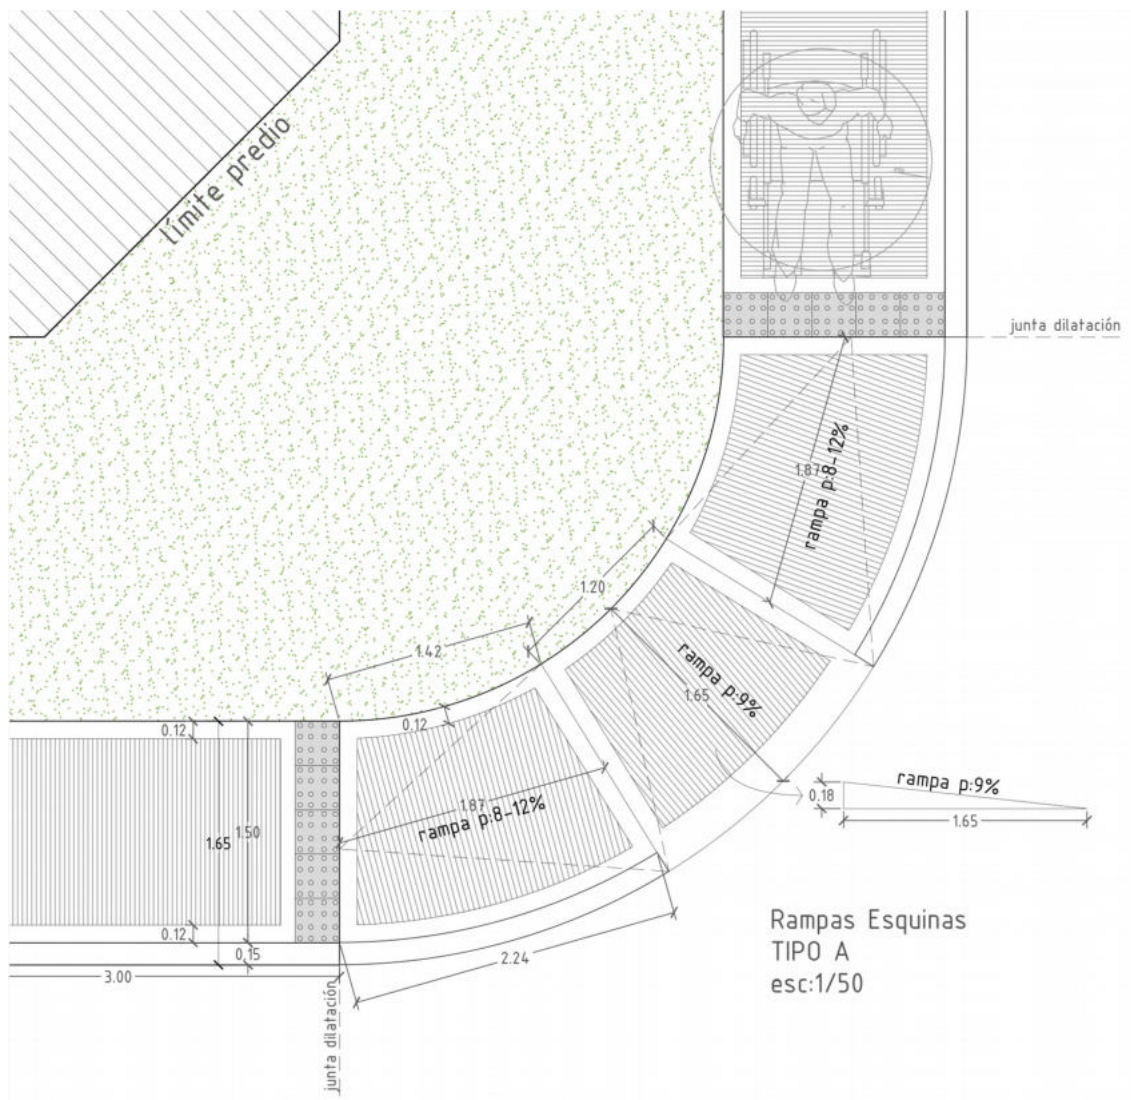 límite predio
junta dilatación
1.87
rampa p:8-12%
1.20
1.42
rampa p:9%
1.65
0.12
0.12
1.87
rampa p:8-12%
rampa p:9%
0.18
1.65
1.65
1.50
0.12
0.15
3.00
2.24
junta dilatación
Rampas Esquinas
TIPO A
esc:1/50